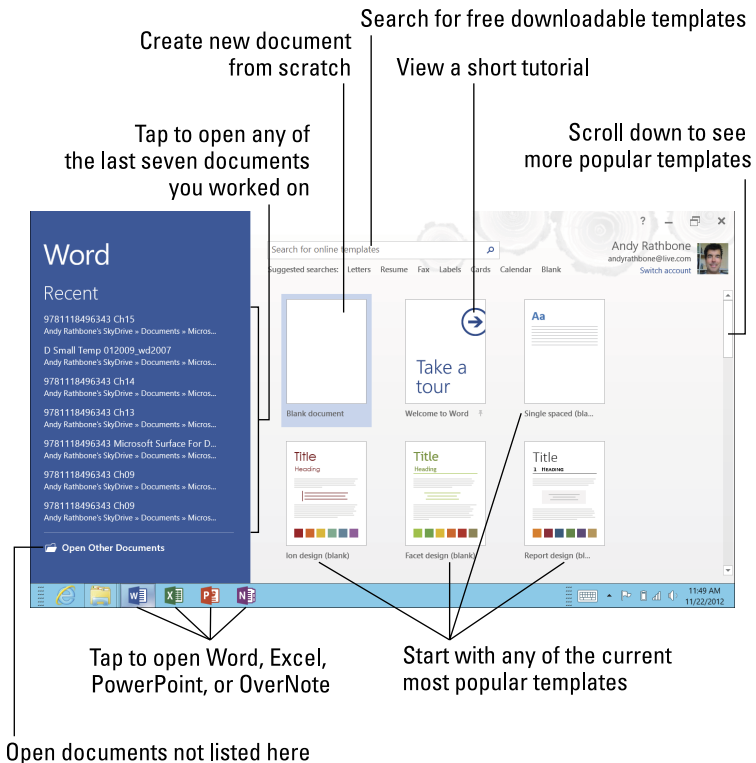 Search for free downloadable templates
Create new document
from scratch
View a short tutorial
Tap to open any of
the last seven documents
you worked on
Scroll down to see
more popular templates
Word
Recent
9781118496343 Ch15
Andy Rathbone's SkyDrive » Documents » Micros...
D Small Temp 012009_wd2007
Andy Rathbone's SkyDrive » Documents » Micros...
9781118496343 Ch14
Andy Rathbone's SkyDrive » Documents » Micros...
9781118496343 Ch13
Andy Rathbone's SkyDrive » Documents » Micros...
9781118496343 Microsoft Surface For D...
Andy Rathbone's SkyDrive » Documents » Micros...
9781118496343 Ch09
Andy Rathbone's SkyDrive » Documents » Micros...
9781118496343 Ch09
Andy Rathbone's SkyDrive » Documents » Micros...
Open Other Documents
?
Search for online templates
Andy Rathbone
andyrathbone@live.com
Switch account
Suggested searches: Letters Resume Fax Labels Cards Calendar Blank
Take a
tour
Aa
Blank document
Welcome to Word
Single spaced (bla...
Title
Heading
Title
Heading
Title
1 HEADING
Ion design (blank)
Facet design (blank)
Report design (bl...
W
X
P
N
11:49 AM
11/22/2012
Tap to open Word, Excel,
PowerPoint, or OverNote
Start with any of the current
most popular templates
Open documents not listed here